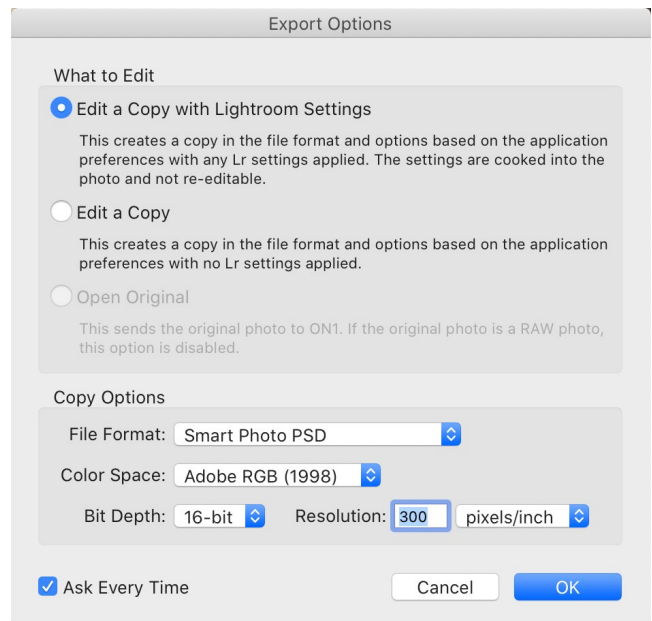 Export Options
What to Edit
Edit a Copy with Lightroom Settings
This creates a copy in the file format and options based on the application
preferences with any Lr settings applied. The settings are cooked into the
photo and not re-editable.
Edit a Copy
This creates a copy in the file format and options based on the application
preferences with no Lr settings applied.
Open Original
This sends the original photo to ON1. If the original photo is a RAW photo,
this option is disabled.
Copy Options
File Format: Smart Photo PSD
Color Space: Adobe RGB (1998)
Bit Depth: 16-bit Resolution: 300 pixels/inch
Ask Every Time Cancel OK